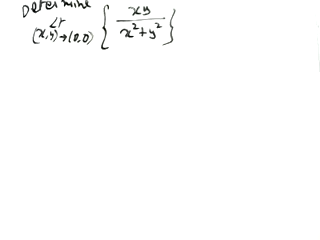 Determine
Lt
(x,y)→(0,0) { xy / x²+y² }